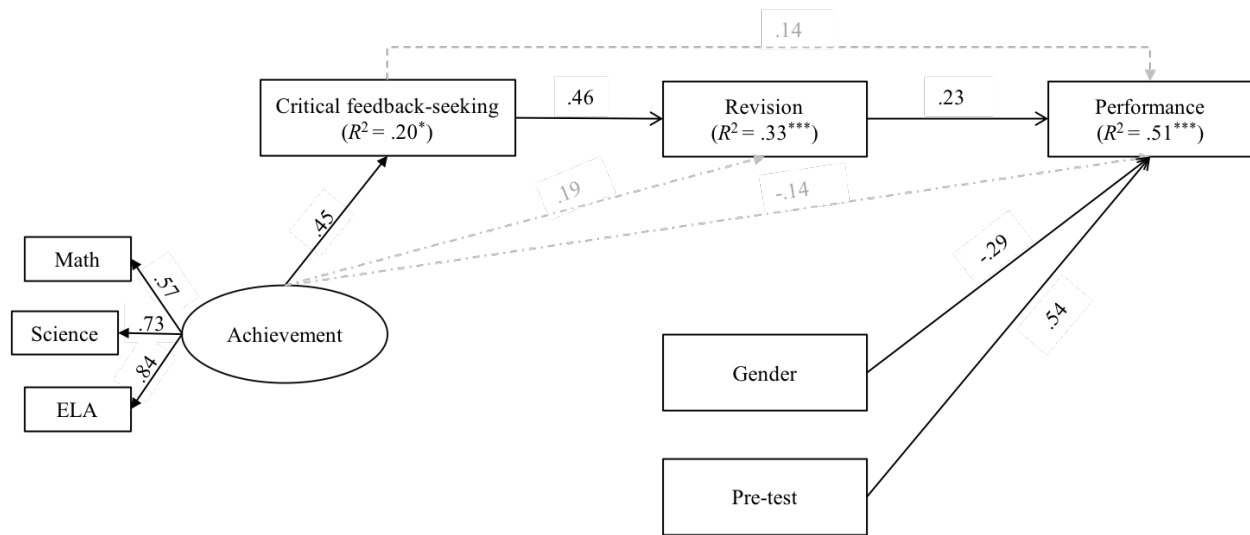 .14
Critical feedback-seeking
(R² = .20*)
.46
Revision
(R² = .33***)
.23
Performance
(R² = .51***)
.45
.19
-.14
Math
.57
Science
.73
Achievement
ELA
.84
-.29
.54
Gender
Pre-test